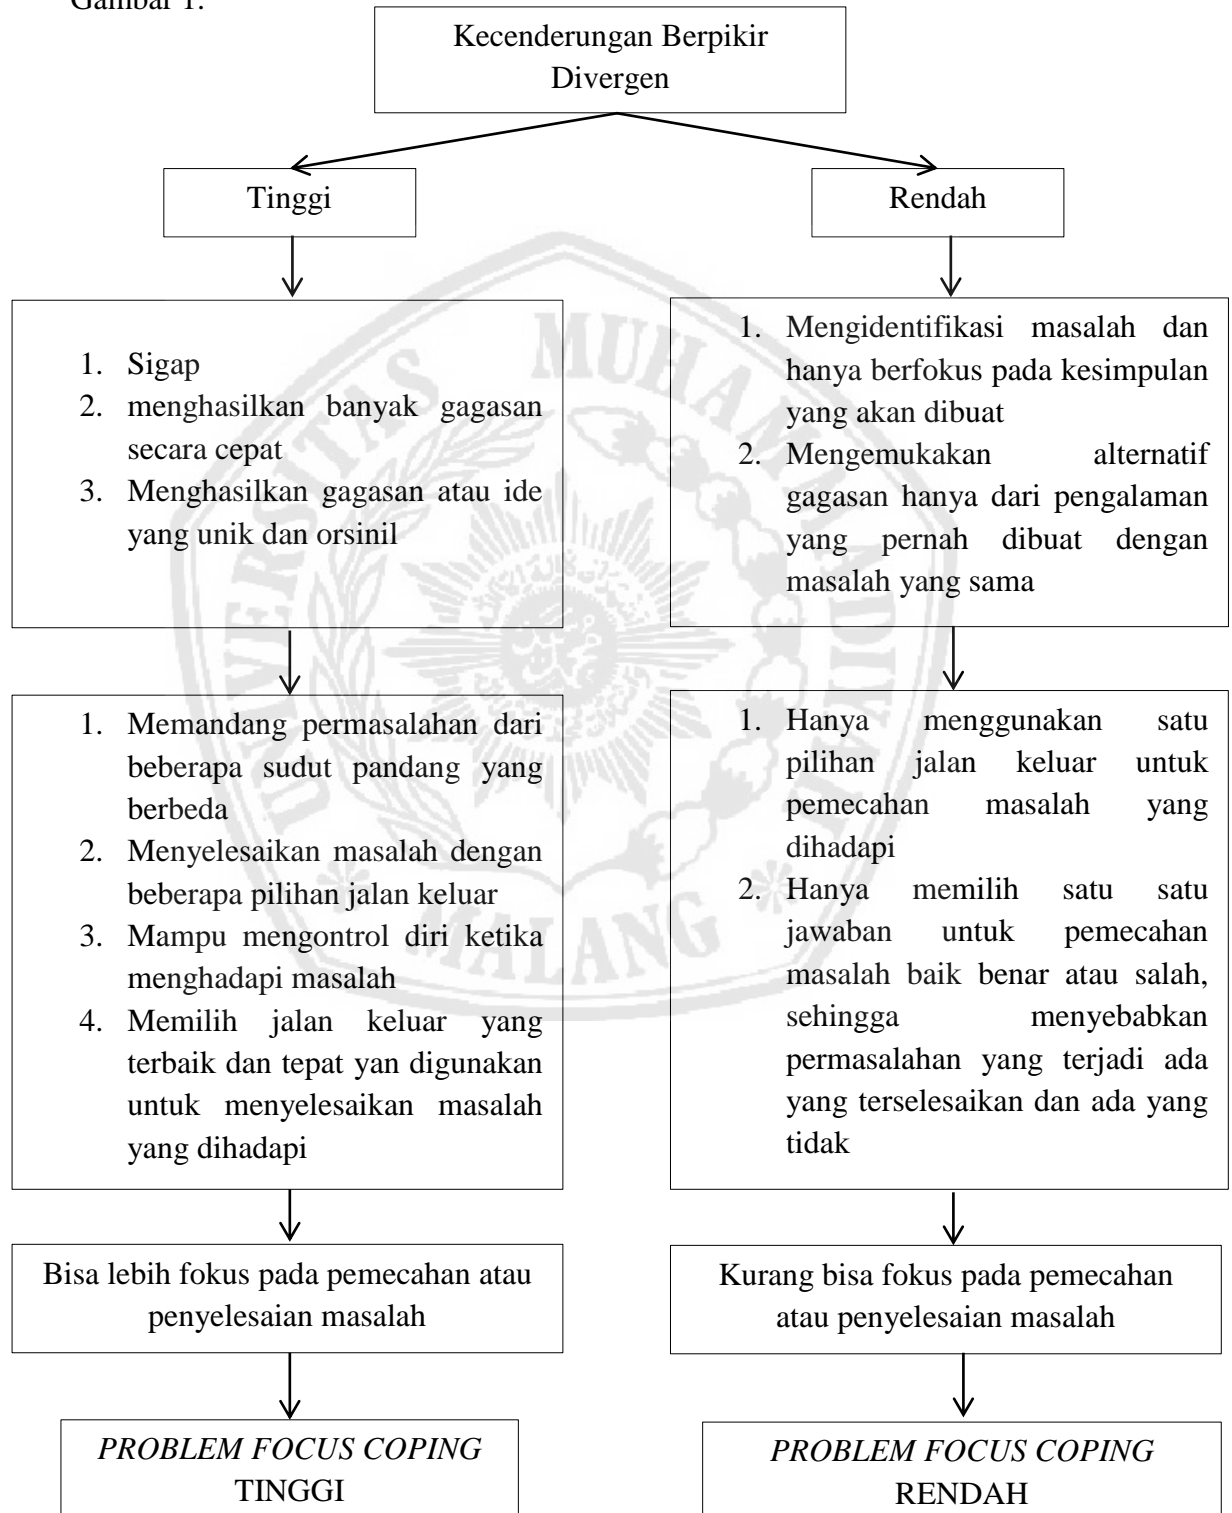 Gambar 1.
Kecenderungan Berpikir
Divergen
Tinggi
Rendah
1. Sigap
2. menghasilkan banyak gagasan
secara cepat
3. Menghasilkan gagasan atau ide
yang unik dan orsinil
1. Mengidentifikasi masalah dan
hanya berfokus pada kesimpulan
yang akan dibuat
2. Mengemukakan alternatif
gagasan hanya dari pengalaman
yang pernah dibuat dengan
masalah yang sama
1. Memandang permasalahan dari
beberapa sudut pandang yang
berbeda
2. Menyelesaikan masalah dengan
beberapa pilihan jalan keluar
3. Mampu mengontrol diri ketika
menghadapi masalah
4. Memilih jalan keluar yang
terbaik dan tepat yan digunakan
untuk menyelesaikan masalah
yang dihadapi
1. Hanya menggunakan satu
pilihan jalan keluar untuk
pemecahan masalah yang
dihadapi
2. Hanya memilih satu satu
jawaban untuk pemecahan
masalah baik benar atau salah,
sehingga menyebabkan
permasalahan yang terjadi ada
yang terselesaikan dan ada yang
tidak
Bisa lebih fokus pada pemecahan atau
penyelesaian masalah
Kurang bisa fokus pada pemecahan
atau penyelesaian masalah
PROBLEM FOCUS COPING
TINGGI
PROBLEM FOCUS COPING
RENDAH
UNIVERSITAS MUHAMMADIYAH
MALANG